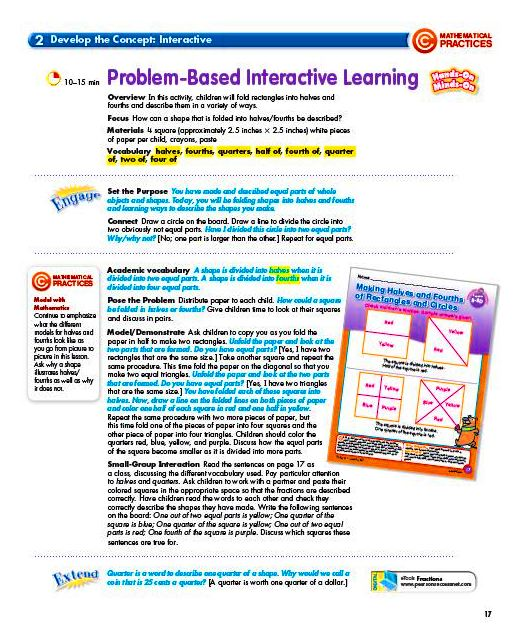 2 Develop the Concept: Interactive
MATHEMATICAL
PRACTICES
10–15 min
Problem-Based Interactive Learning
Hands-On
Minds-On
Overview In this activity, children will fold rectangles into halves and
fourths and describe them in a variety of ways.
Focus How can a shape that is folded into halves/fourths be described?
Materials 4 square (approximately 2.5 inches × 2.5 inches) white pieces
of paper per child, crayons, paste
Vocabulary halves, fourths, quarters, half of, fourth of, quarter
of, two of, four of
Engage
Set the Purpose You have made and described equal parts of whole
objects and shapes. Today, you will be folding shapes into halves and fourths
and learning ways to describe the shapes you make.
Connect Draw a circle on the board. Draw a line to divide the circle into
two obviously not equal parts. Have I divided this circle into two equal parts?
Why/why not? [No; one part is larger than the other.] Repeat for equal parts.
MATHEMATICAL
PRACTICES
Model with
Mathematics
Continue to emphasize
what the different
models for halves and
fourths look like as
you go from picture to
picture in this lesson.
Ask why a shape
illustrates halves/
fourths as well as why
it does not.
Academic vocabulary A shape is divided into halves when it is
divided into two equal parts. A shape is divided into fourths when it is
divided into four equal parts.
Pose the Problem Distribute paper to each child. How could a square
be folded in halves or fourths? Give children time to look at their squares
and discuss in pairs.
Model/Demonstrate Ask children to copy you as you fold the
paper in half to make two rectangles. Unfold the paper and look at the
two parts that are formed. Do you have equal parts? [Yes, I have two
rectangles that are the same size.] Take another square and repeat the
same procedure. This time fold the paper on the diagonal so that you
make two equal triangles. Unfold the paper and look at the two parts
that are formed. Do you have equal parts? [Yes, I have two triangles
that are the same size.] You have folded each of these squares into
halves. Now, draw a line on the folded lines on both pieces of paper
and color one half of each square in red and one half in yellow.
Repeat the same procedure with two more pieces of paper, but
this time fold one of the pieces of paper into four squares and the
other piece of paper into four triangles. Children should color the
quarters red, blue, yellow, and purple. Discuss how the equal parts
of the square become smaller as it is divided into more parts.
Small-Group Interaction Read the sentences on page 17 as
a class, discussing the different vocabulary used. Pay particular attention
to halves and quarters. Ask children to work with a partner and paste their
colored squares in the appropriate space so that the fractions are described
correctly. Have children read the words to each other and check they
correctly describe the shapes they have made. Write the following sentences
on the board: One out of two equal parts is yellow; One quarter of the
square is blue; One quarter of the square is yellow; One out of two equal
parts is red; One fourth of the square is purple. Discuss which squares these
sentences are true for.
Name
Making Halves and Fourths
of Rectangles and Circles
Red
Yellow
Yellow
Red
The square is divided into halves.
Half of the square is red.
Red Yellow
Blue Purple
Purple
Blue Yellow
Red
The square is divided into fourths.
One quarter of the square is red.
Extend
Quarter is a word to describe one quarter of a shape. Why would we call a
coin that is 25 cents a quarter? [A quarter is worth one quarter of a dollar.]
DIGITAL
eTools Fractions
www.pearsonsuccessnet.com
17